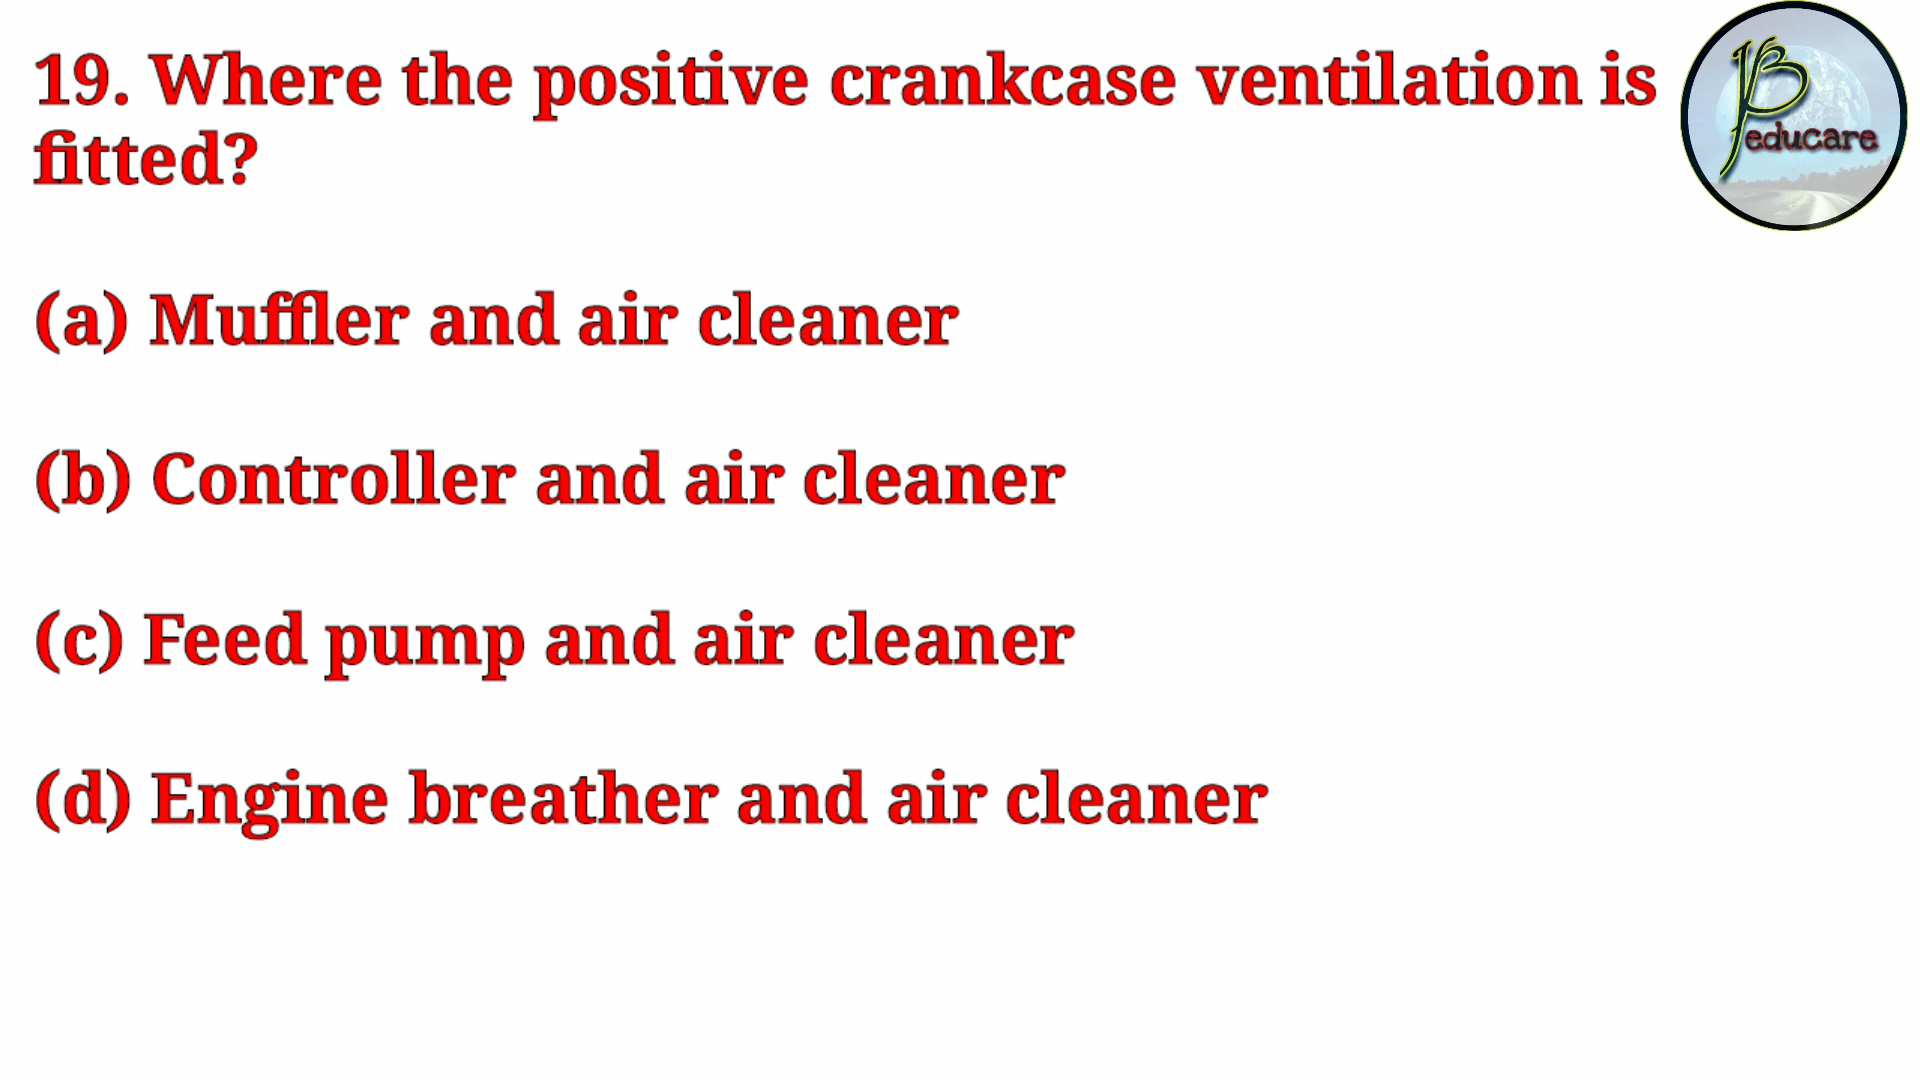 19. Where the positive crankcase ventilation is
fitted?
(a) Muffler and air cleaner
(b) Controller and air cleaner
(c) Feed pump and air cleaner
(d) Engine breather and air cleaner
educare